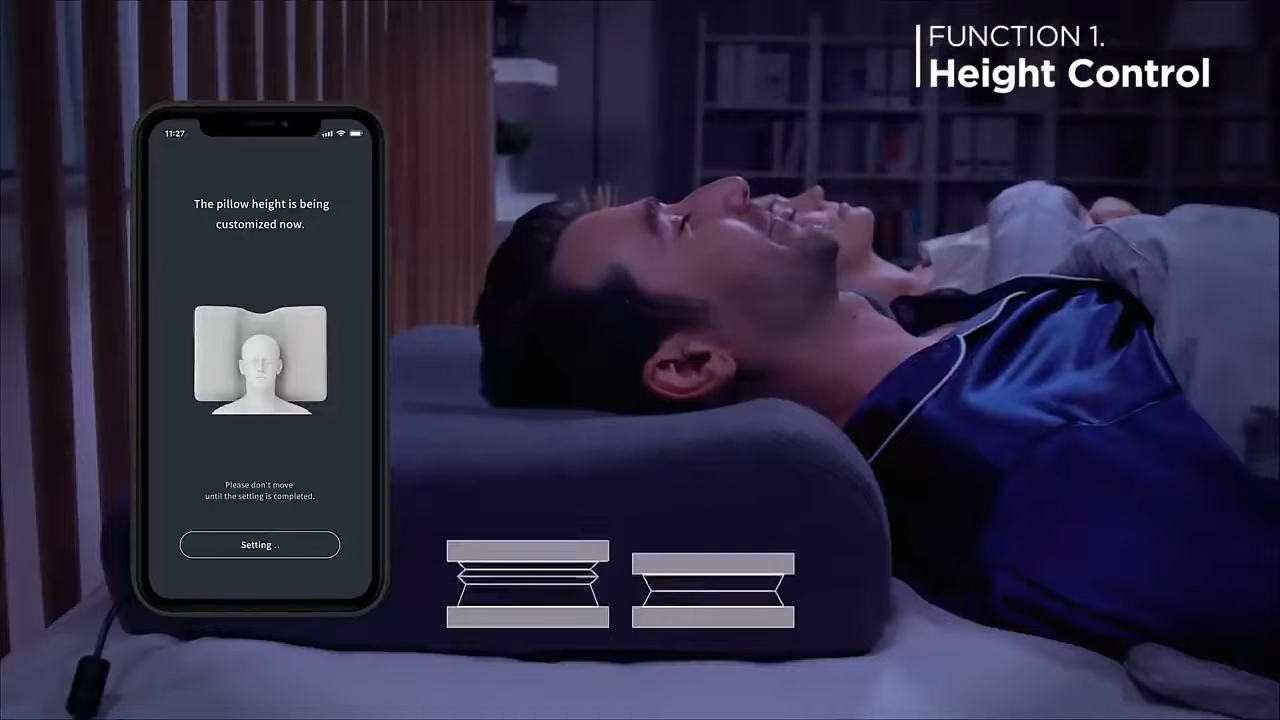 FUNCTION 1.
Height Control
11:27
The pillow height is being
customized now.
Please don't move
until the setting is completed.
Setting ..